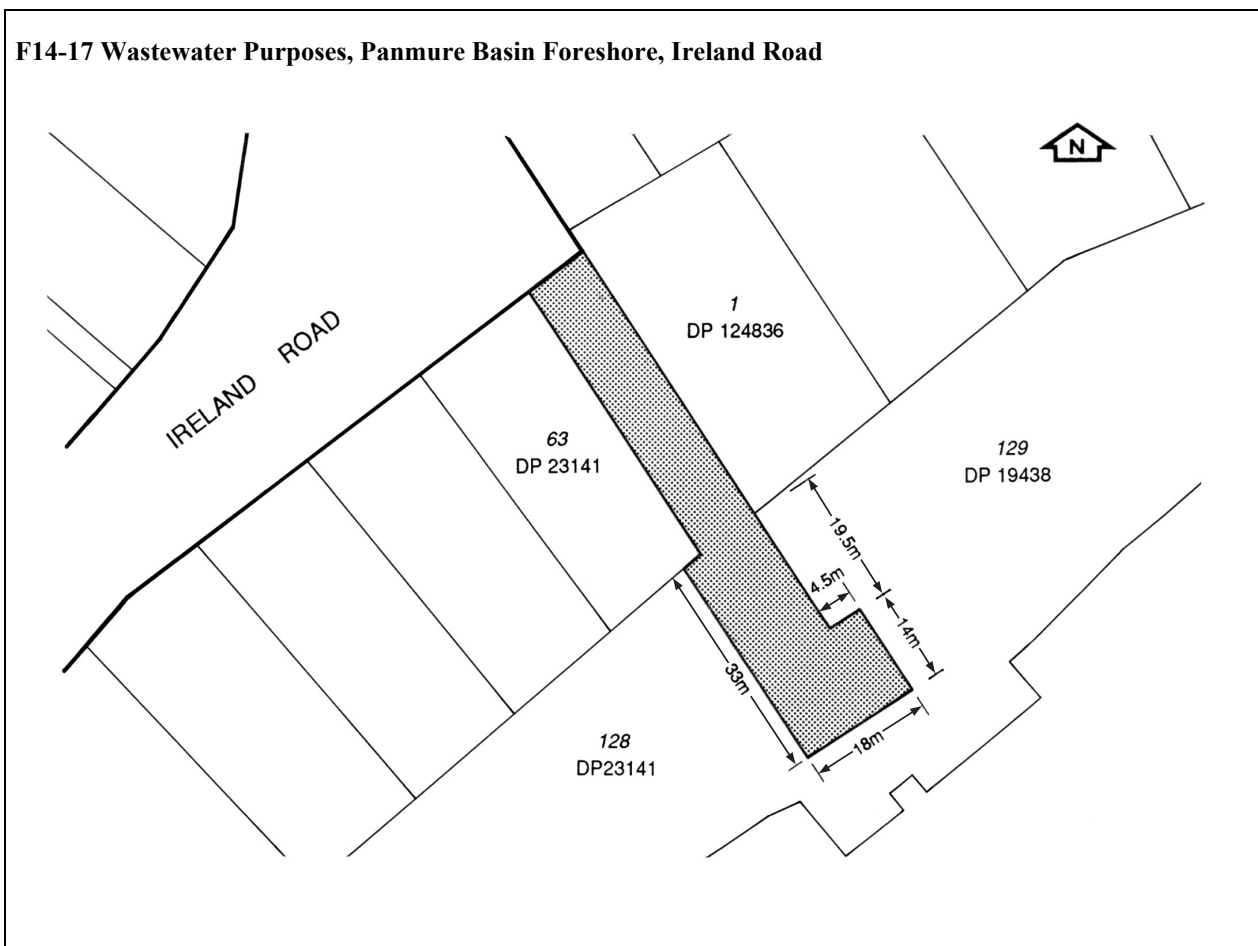 F14-17 Wastewater Purposes, Panmure Basin Foreshore, Ireland Road
N
1
DP 124836
IRELAND ROAD
63
DP 23141
129
DP 19438
19.5m
4.5m
14m
33m
18m
128
DP23141